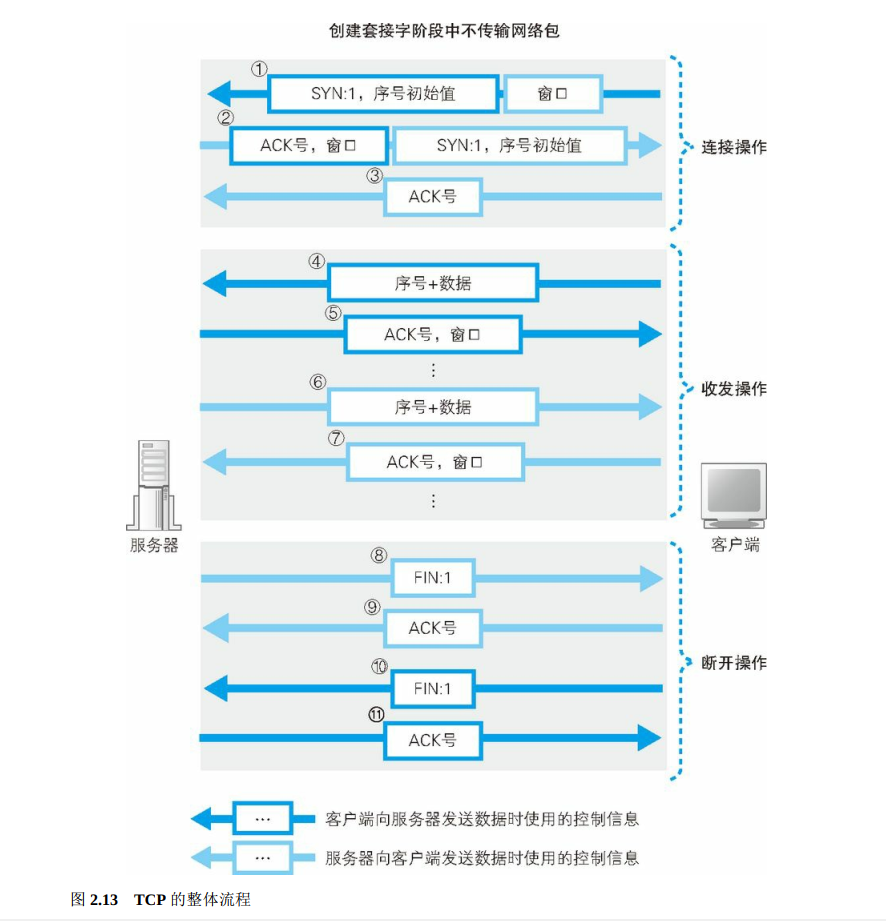 创建套接字阶段中不传输网络包
①
SYN:1，序号初始值
窗口
②
ACK号，窗口
SYN:1，序号初始值
连接操作
③
ACK号
④
序号+数据
⑤
ACK号，窗口
⋮
⑥
序号+数据
收发操作
⑦
ACK号，窗口
⋮
服务器
客户端
⑧
FIN:1
⑨
ACK号
断开操作
⑩
FIN:1
⑪
ACK号
… 客户端向服务器发送数据时使用的控制信息
… 服务器向客户端发送数据时使用的控制信息
图 2.13 TCP 的整体流程